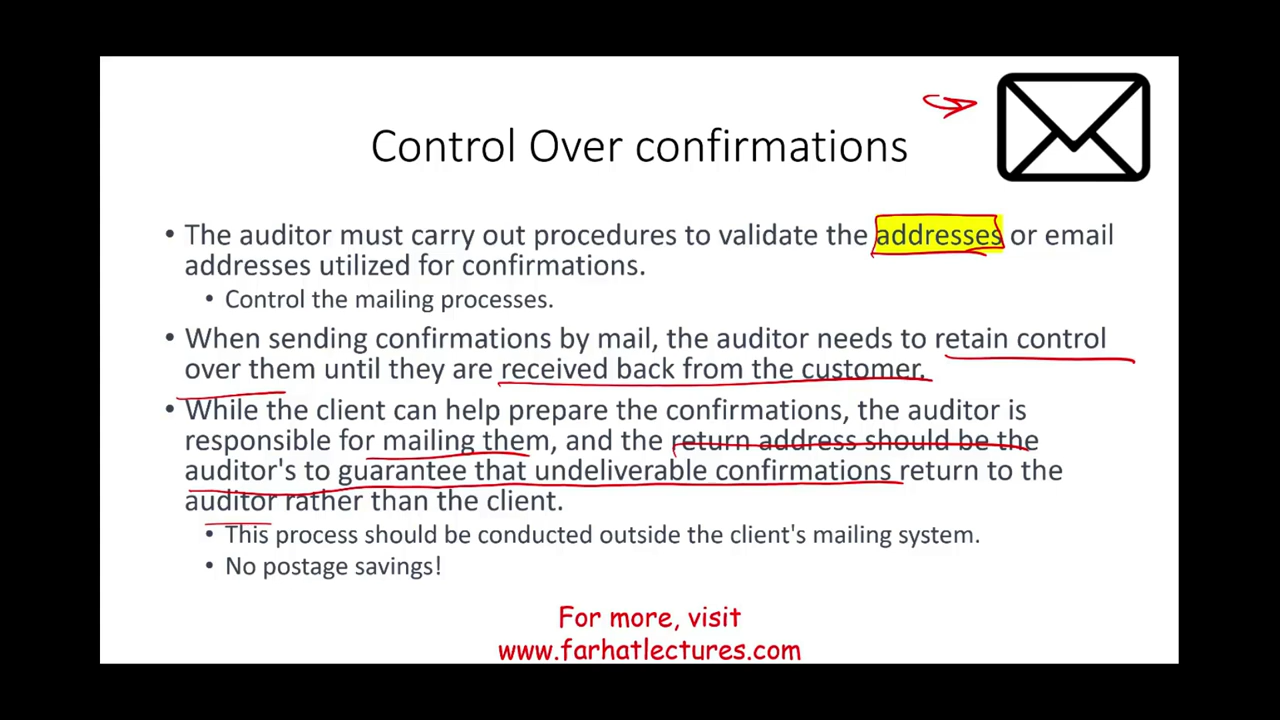 Control Over confirmations
• The auditor must carry out procedures to validate the addresses or email
addresses utilized for confirmations.
• Control the mailing processes.
• When sending confirmations by mail, the auditor needs to retain control
over them until they are received back from the customer.
• While the client can help prepare the confirmations, the auditor is
responsible for mailing them, and the return address should be the
auditor's to guarantee that undeliverable confirmations return to the
auditor rather than the client.
• This process should be conducted outside the client's mailing system.
• No postage savings!
For more, visit
www.farhatlectures.com